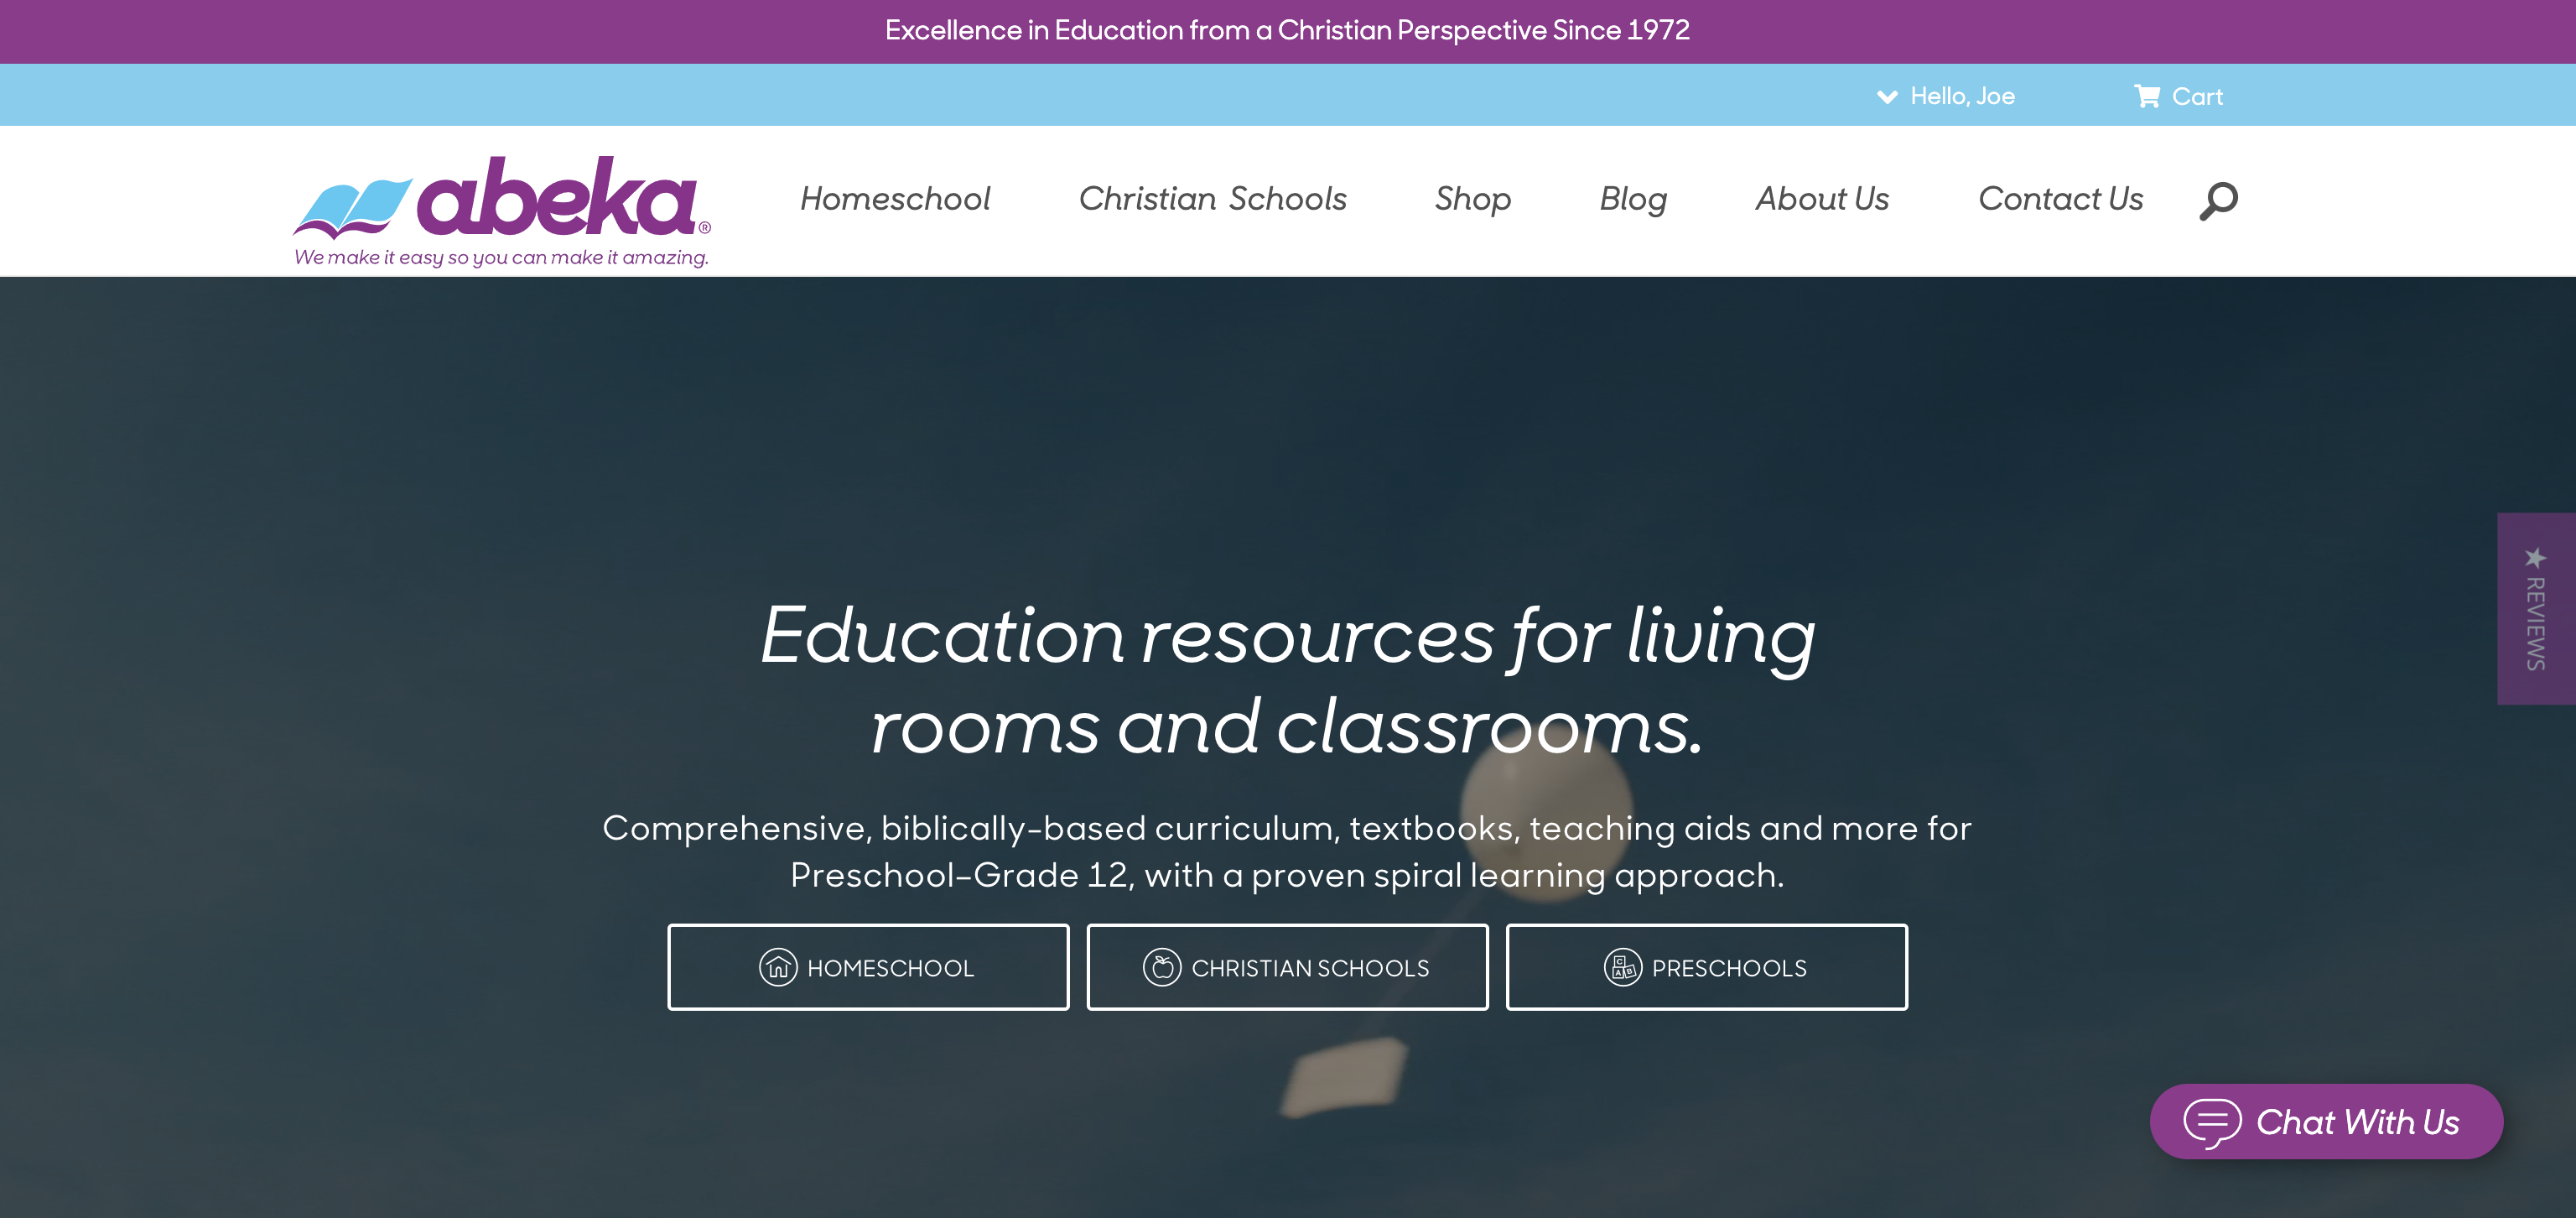 Excellence in Education from a Christian Perspective Since 1972
Hello, Joe
Cart
abeka®
We make it easy so you can make it amazing.
Homeschool
Christian Schools
Shop
Blog
About Us
Contact Us
Education resources for living
rooms and classrooms.
Comprehensive, biblically-based curriculum, textbooks, teaching aids and more for
Preschool–Grade 12, with a proven spiral learning approach.
HOMESCHOOL
C
A B
CHRISTIAN SCHOOLS
PRESCHOOLS
★ REVIEWS
Chat With Us